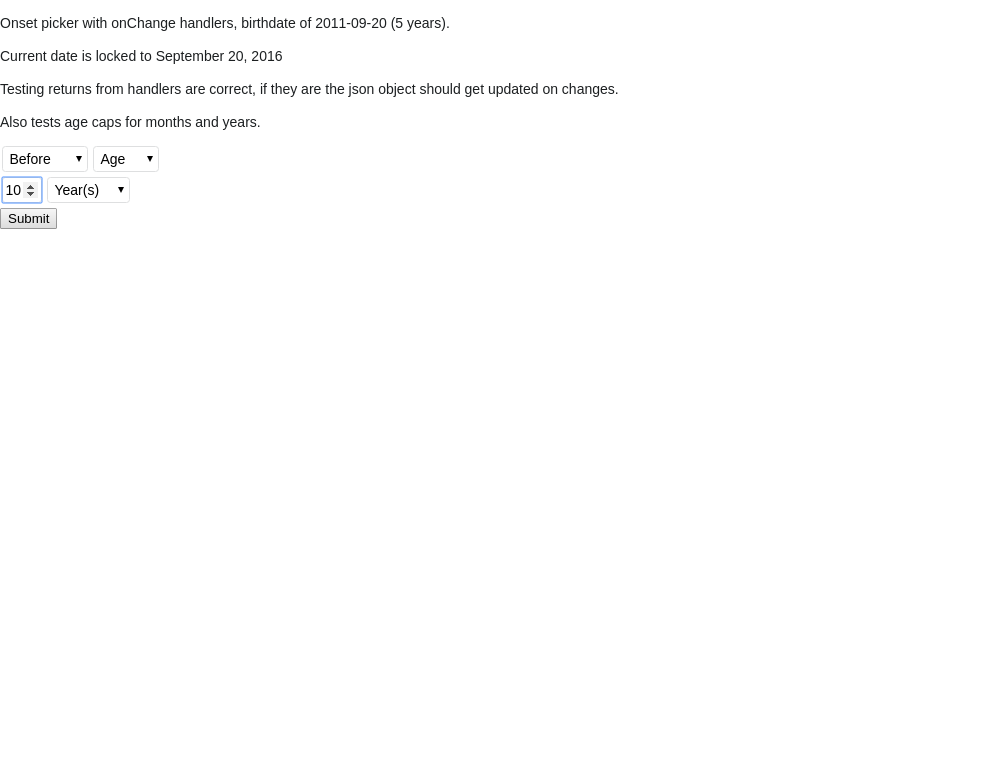 Onset picker with onChange handlers, birthdate of 2011-09-20 (5 years).
Current date is locked to September 20, 2016
Testing returns from handlers are correct, if they are the json object should get updated on changes.
Also tests age caps for months and years.
Before Age
10 Year(s)
Submit